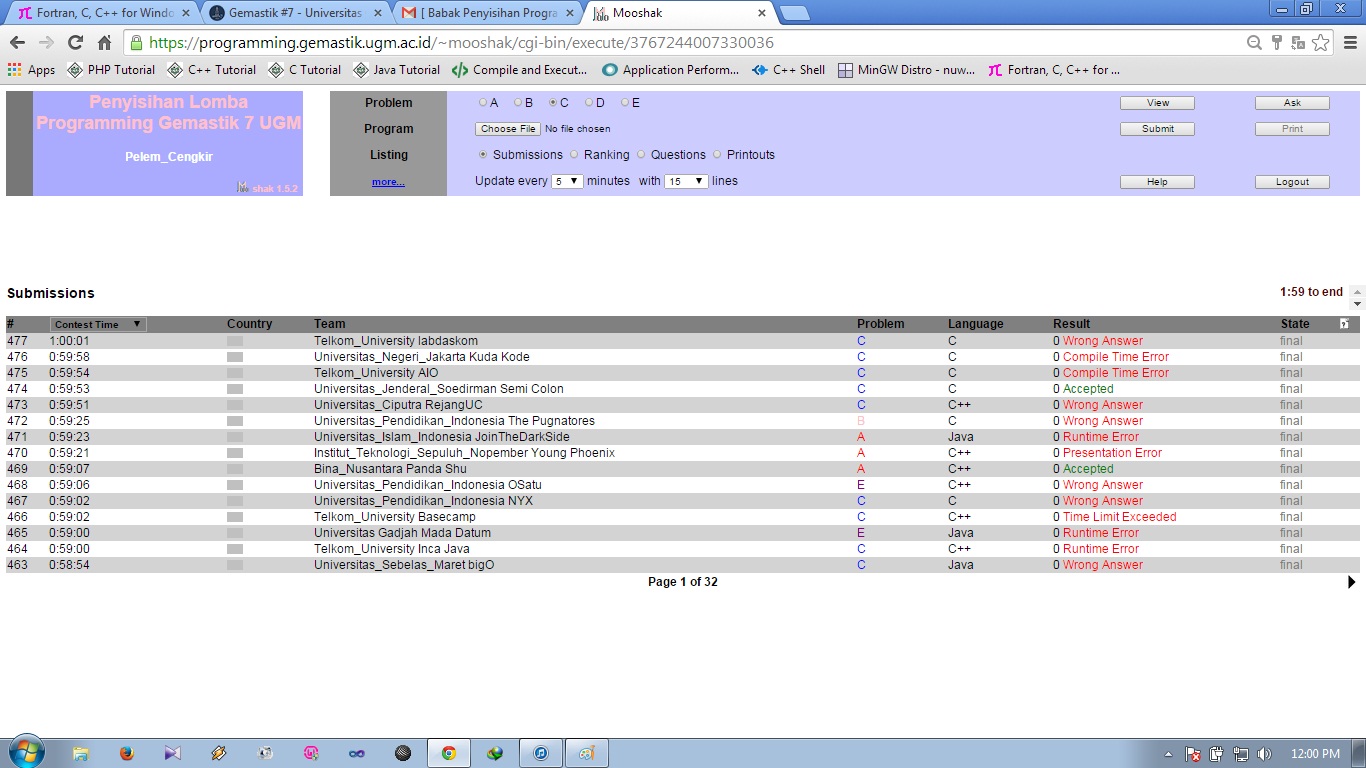 Fortran, C, C++ for Windo
Gemastik #7 - Universitas
[ Babak Penyisihan Progra
Mooshak
https://programming.gemastik.ugm.ac.id/~mooshak/cgi-bin/execute/3767244007330036
Apps PHP Tutorial C++ Tutorial C Tutorial Java Tutorial Compile and Execut... Application Perform... C++ Shell MinGW Distro - nuw... Fortran, C, C++ for ...
Penyisihan Lomba
Programming Gemastik 7 UGM
Pelem_Cengkir
shak 1.5.2
Problem A B C D E View Ask
Program Choose File No file chosen Submit Print
Listing Submissions Ranking Questions Printouts
more... Update every 5 minutes with 15 lines Help Logout
Submissions 1:59 to end
# Contest Time Country Team Problem Language Result State ?
477 1:00:01 Telkom_University labdaskom C C 0 Wrong Answer final
476 0:59:58 Universitas_Negeri_Jakarta Kuda Kode C C 0 Compile Time Error final
475 0:59:54 Telkom_University AIO C C 0 Compile Time Error final
474 0:59:53 Universitas_Jenderal_Soedirman Semi Colon C C 0 Accepted final
473 0:59:51 Universitas_Ciputra RejangUC C C++ 0 Wrong Answer final
472 0:59:25 Universitas_Pendidikan_Indonesia The Pugnatores B C 0 Wrong Answer final
471 0:59:23 Universitas_Islam_Indonesia JoinTheDarkSide A Java 0 Runtime Error final
470 0:59:21 Institut_Teknologi_Sepuluh_Nopember Young Phoenix A C++ 0 Presentation Error final
469 0:59:07 Bina_Nusantara Panda Shu A C++ 0 Accepted final
468 0:59:06 Universitas_Pendidikan_Indonesia OSatu E C++ 0 Wrong Answer final
467 0:59:02 Universitas_Pendidikan_Indonesia NYX C C 0 Wrong Answer final
466 0:59:02 Telkom_University Basecamp C C++ 0 Time Limit Exceeded final
465 0:59:00 Universitas Gadjah Mada Datum E Java 0 Runtime Error final
464 0:59:00 Telkom_University Inca Java C C++ 0 Runtime Error final
463 0:58:54 Universitas_Sebelas_Maret bigO C Java 0 Wrong Answer final
Page 1 of 32
12:00 PM